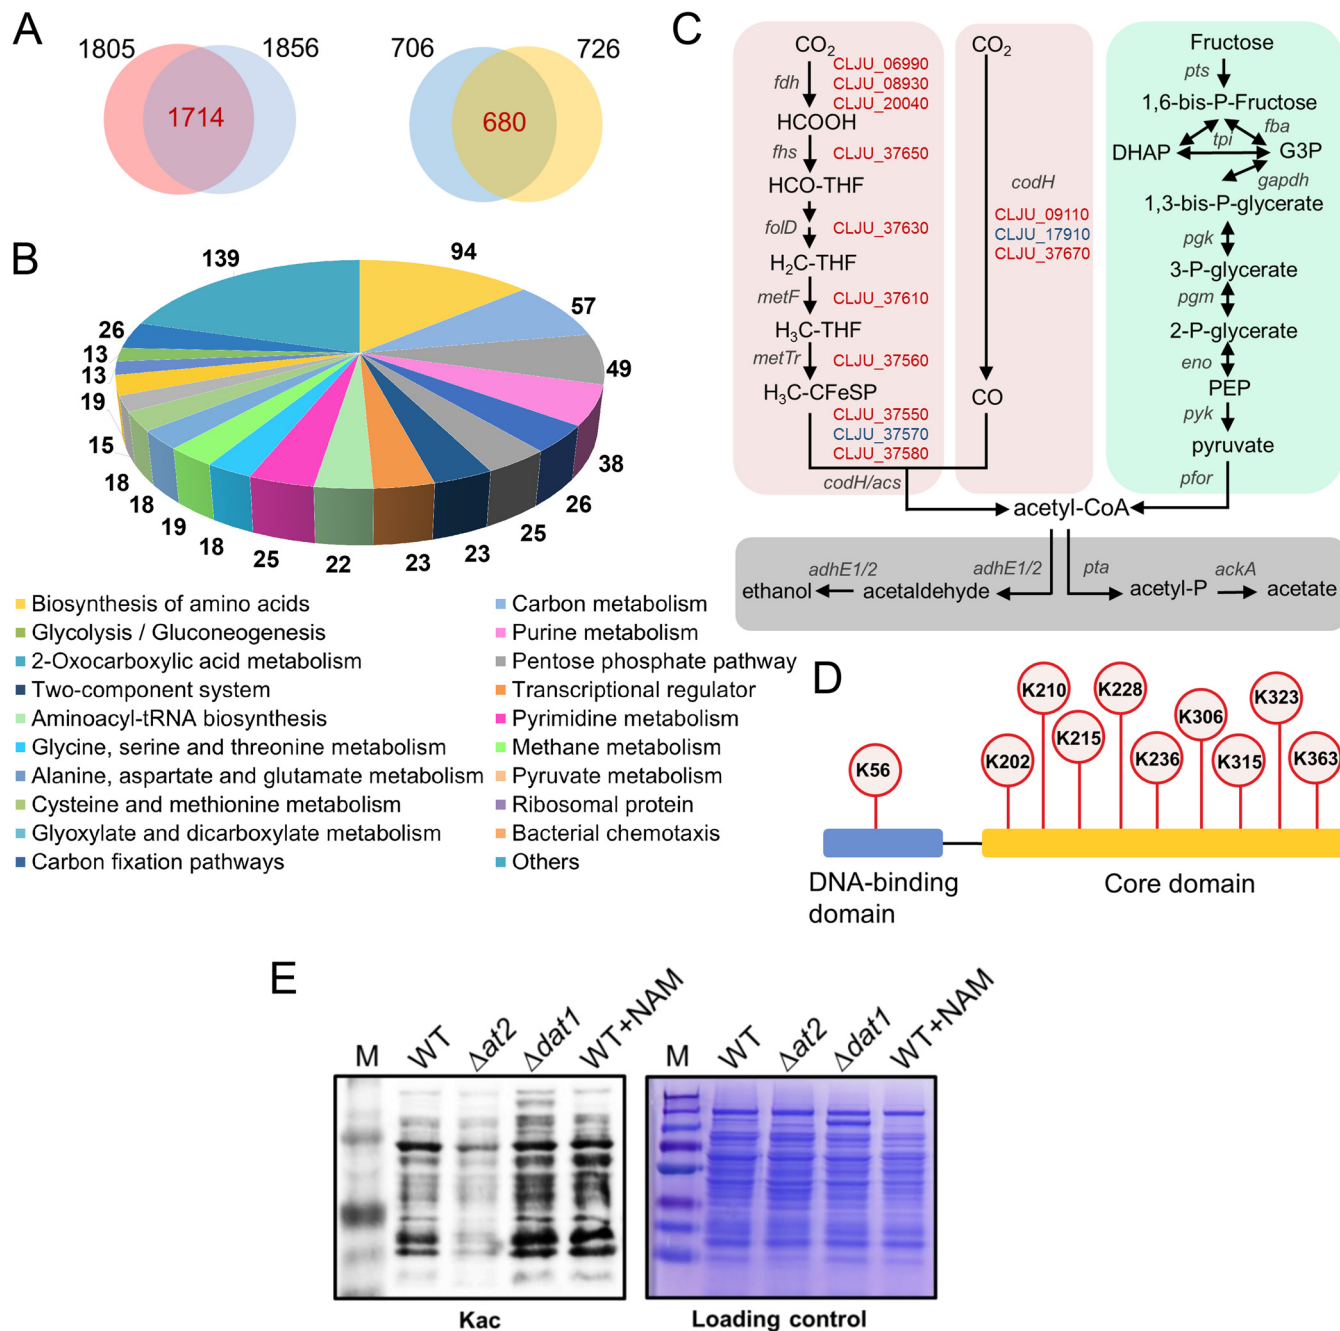 A
1805
1856
1714
706
726
680
B
139
94
57
49
38
26
25
23
23
22
25
18
19
18
18
15
19
13
13
26
Biosynthesis of amino acids
Carbon metabolism
Glycolysis / Gluconeogenesis
Purine metabolism
2-Oxocarboxylic acid metabolism
Pentose phosphate pathway
Two-component system
Transcriptional regulator
Aminoacyl-tRNA biosynthesis
Pyrimidine metabolism
Glycine, serine and threonine metabolism
Methane metabolism
Alanine, aspartate and glutamate metabolism
Pyruvate metabolism
Cysteine and methionine metabolism
Ribosomal protein
Glyoxylate and dicarboxylate metabolism
Bacterial chemotaxis
Carbon fixation pathways
Others
C
CO2
fdh
CLJU_06990
CLJU_08930
CLJU_20040
HCOOH
fhs
CLJU_37650
HCO-THF
folD
CLJU_37630
H2C-THF
metF
CLJU_37610
H3C-THF
metTr
CLJU_37560
H3C-CFeSP
CLJU_37550
CLJU_37570
CLJU_37580
codH/acs
CO2
codH
CLJU_09110
CLJU_17910
CLJU_37670
CO
Fructose
pts
1,6-bis-P-Fructose
fba
tpi
DHAP
G3P
gapdh
1,3-bis-P-glycerate
pgk
3-P-glycerate
pgm
2-P-glycerate
eno
PEP
pyk
pyruvate
pfor
acetyl-CoA
adhE1/2
adhE1/2
pta
ackA
ethanol
acetaldehyde
acetyl-P
acetate
D
K56
K202
K210
K215
K228
K236
K306
K315
K323
K363
DNA-binding
domain
Core domain
E
M
WT
Δat2
Δdat1
WT+NAM
M
WT
Δat2
Δdat1
WT+NAM
Kac
Loading control